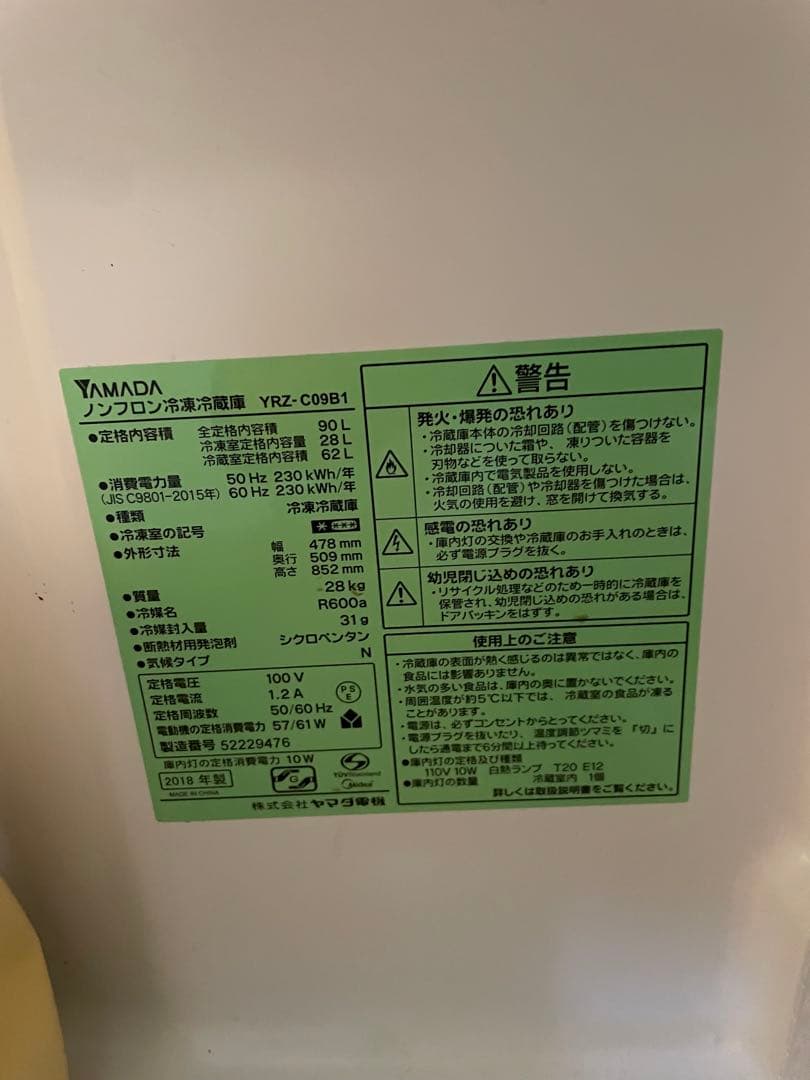 YAMADA
ノンフロン冷凍冷蔵庫 YRZ-C09B1
●定格内容積 全定格内容積 90 L
冷凍室定格内容量 28 L
冷蔵室定格内容積 62 L
●消費電力量 50 Hz 230 kWh/年
(JIS C9801-2015年) 60 Hz 230 kWh/年
●種類 冷凍冷蔵庫
●冷凍室の記号
●外形寸法 幅 478 mm
奥行 509 mm
高さ 852 mm
●質量 28 kg
●冷媒名 R600a
●冷媒封入量 31 g
●断熱材用発泡剤 シクロペンタン
●気候タイプ N
定格電圧 100 V
定格電流 1.2 A
定格周波数 50/60 Hz
電動機の定格消費電力 57/61 W
製造番号 52229476
PSE
庫内灯の定格消費電力 10 W
2018 年製
MADE IN CHINA
G
TÜVRheinland
Midea
株式会社 ヤマダ電機
警告
発火・爆発の恐れあり
・冷蔵庫本体の冷却回路(配管)を傷つけない。
・冷却器についた霜や、凍りついた容器を
刃物などを使って取らない。
・冷蔵庫内で電気製品を使用しない。
・冷却回路(配管)や冷却器を傷つけた場合は、
火気の使用を避け、窓を開けて換気する。
感電の恐れあり
・庫内灯の交換や冷蔵庫のお手入れのときは、
必ず電源プラグを抜く。
幼児閉じ込めの恐れあり
・リサイクル処理などのため一時的に冷蔵庫を
保管され、幼児閉じ込めの恐れがある場合は、
ドアパッキンをはずす。
使用上のご注意
・冷蔵庫の表面が熱く感じるのは異常ではなく、庫内の
食品には影響ありません。
・水気の多い食品は、庫内の奥に置かないでください。
・周囲温度が約5℃以下では、冷蔵室の食品が凍る
ことがあります。
・電源は、必ずコンセントからとってください。
・電源プラグを抜いたり、温度調節ツマミを「切」に
したら通電まで6分間以上待ってください。
●庫内灯の定格及び種類
110V 10W 白熱ランプ T20 E12
●庫内灯の数量 冷蔵室内 1個
詳しくは取扱説明書をご覧ください。